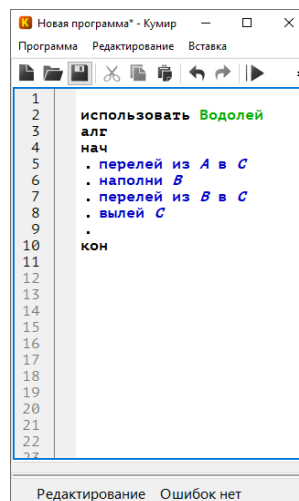 Новая программа* - Кумир
Программа Редактирование Вставка
1
2 использовать Водолей
3 алг
4 нач
5 . перелей из A в C
6 . наполни B
7 . перелей из B в C
8 . вылей C
9 .
10 кон
11
12
13
14
15
16
17
18
19
20
21
22
23
Редактирование Ошибок нет